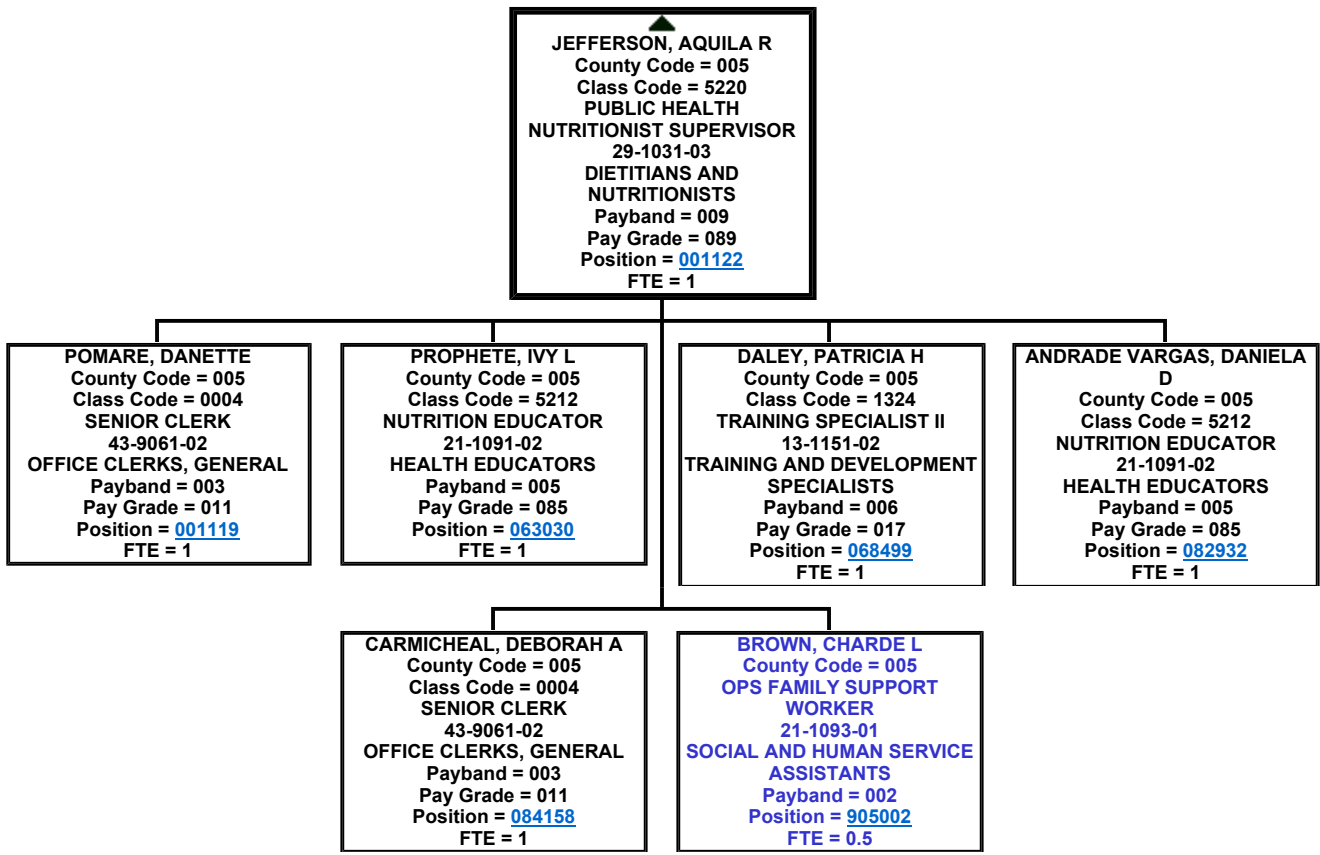 JEFFERSON, AQUILA R
County Code = 005
Class Code = 5220
PUBLIC HEALTH
NUTRITIONIST SUPERVISOR
29-1031-03
DIETITIANS AND
NUTRITIONISTS
Payband = 009
Pay Grade = 089
Position = 001122
FTE = 1
POMARE, DANETTE
County Code = 005
Class Code = 0004
SENIOR CLERK
43-9061-02
OFFICE CLERKS, GENERAL
Payband = 003
Pay Grade = 011
Position = 001119
FTE = 1
PROPHETE, IVY L
County Code = 005
Class Code = 5212
NUTRITION EDUCATOR
21-1091-02
HEALTH EDUCATORS
Payband = 005
Pay Grade = 085
Position = 063030
FTE = 1
DALEY, PATRICIA H
County Code = 005
Class Code = 1324
TRAINING SPECIALIST II
13-1151-02
TRAINING AND DEVELOPMENT
SPECIALISTS
Payband = 006
Pay Grade = 017
Position = 068499
FTE = 1
ANDRADE VARGAS, DANIELA
D
County Code = 005
Class Code = 5212
NUTRITION EDUCATOR
21-1091-02
HEALTH EDUCATORS
Payband = 005
Pay Grade = 085
Position = 082932
FTE = 1
CARMICHEAL, DEBORAH A
County Code = 005
Class Code = 0004
SENIOR CLERK
43-9061-02
OFFICE CLERKS, GENERAL
Payband = 003
Pay Grade = 011
Position = 084158
FTE = 1
BROWN, CHARDE L
County Code = 005
OPS FAMILY SUPPORT
WORKER
21-1093-01
SOCIAL AND HUMAN SERVICE
ASSISTANTS
Payband = 002
Position = 905002
FTE = 0.5